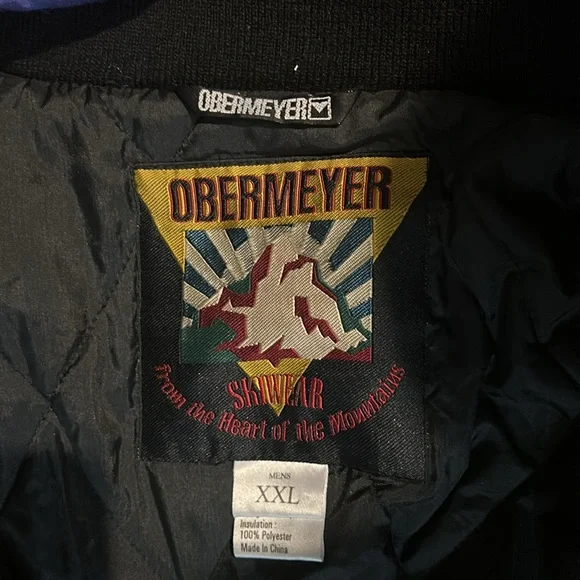 OBERMEYER
OBERMEYER
SKIWEAR
from the Heart of the Mountains
MENS
XXL
Insulation :
100% Polyester
Made In China